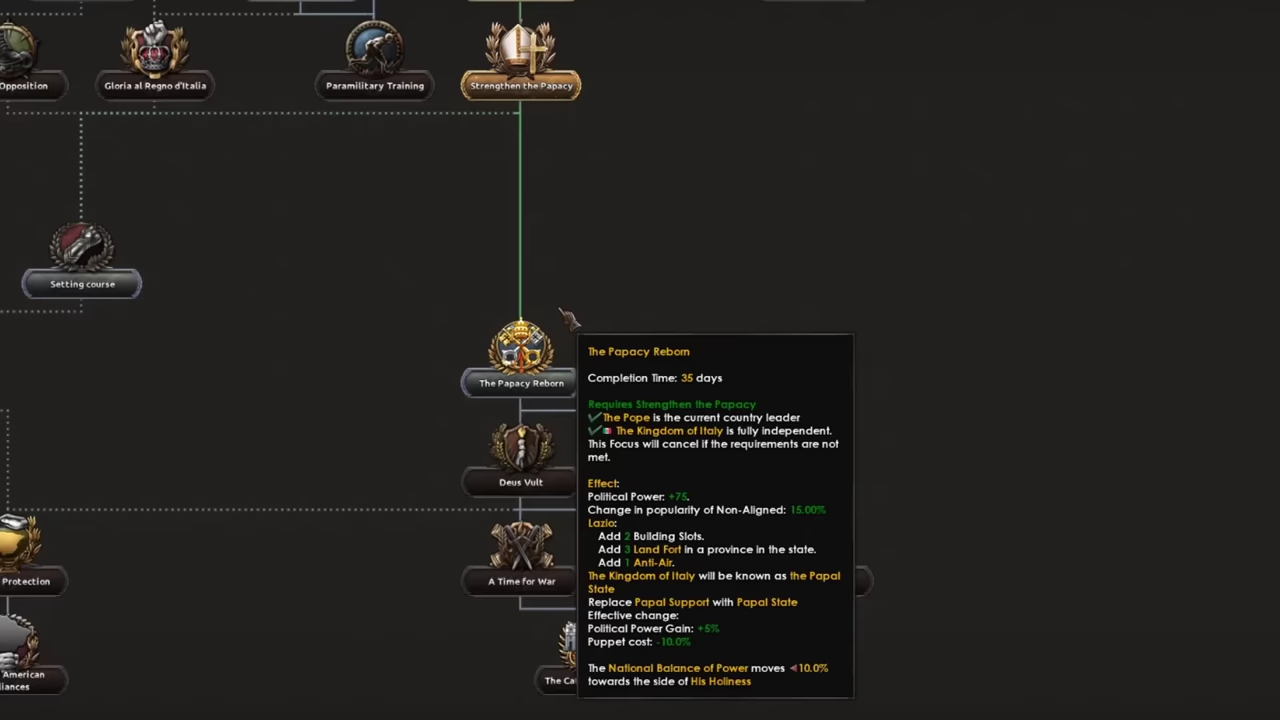 Opposition
Gloria al Regno d'Italia
Paramilitary Training
Strengthen the Papacy
Setting course
The Papacy Reborn
Deus Vult
Protection
A Time for War
American
liances
The Ca
The Papacy Reborn
Completion Time: 35 days
Requires Strengthen the Papacy
The Pope is the current country leader
The Kingdom of Italy is fully independent.
This Focus will cancel if the requirements are not
met.
Effect:
Political Power: +75.
Change in popularity of Non-Aligned: 15.00%
Lazio:
Add 2 Building Slots.
Add 3 Land Fort in a province in the state.
Add 1 Anti-Air.
The Kingdom of Italy will be known as the Papal
State
Replace Papal Support with Papal State
Effective change:
Political Power Gain: +5%
Puppet cost: -10.0%
The National Balance of Power moves 10.0%
towards the side of His Holiness